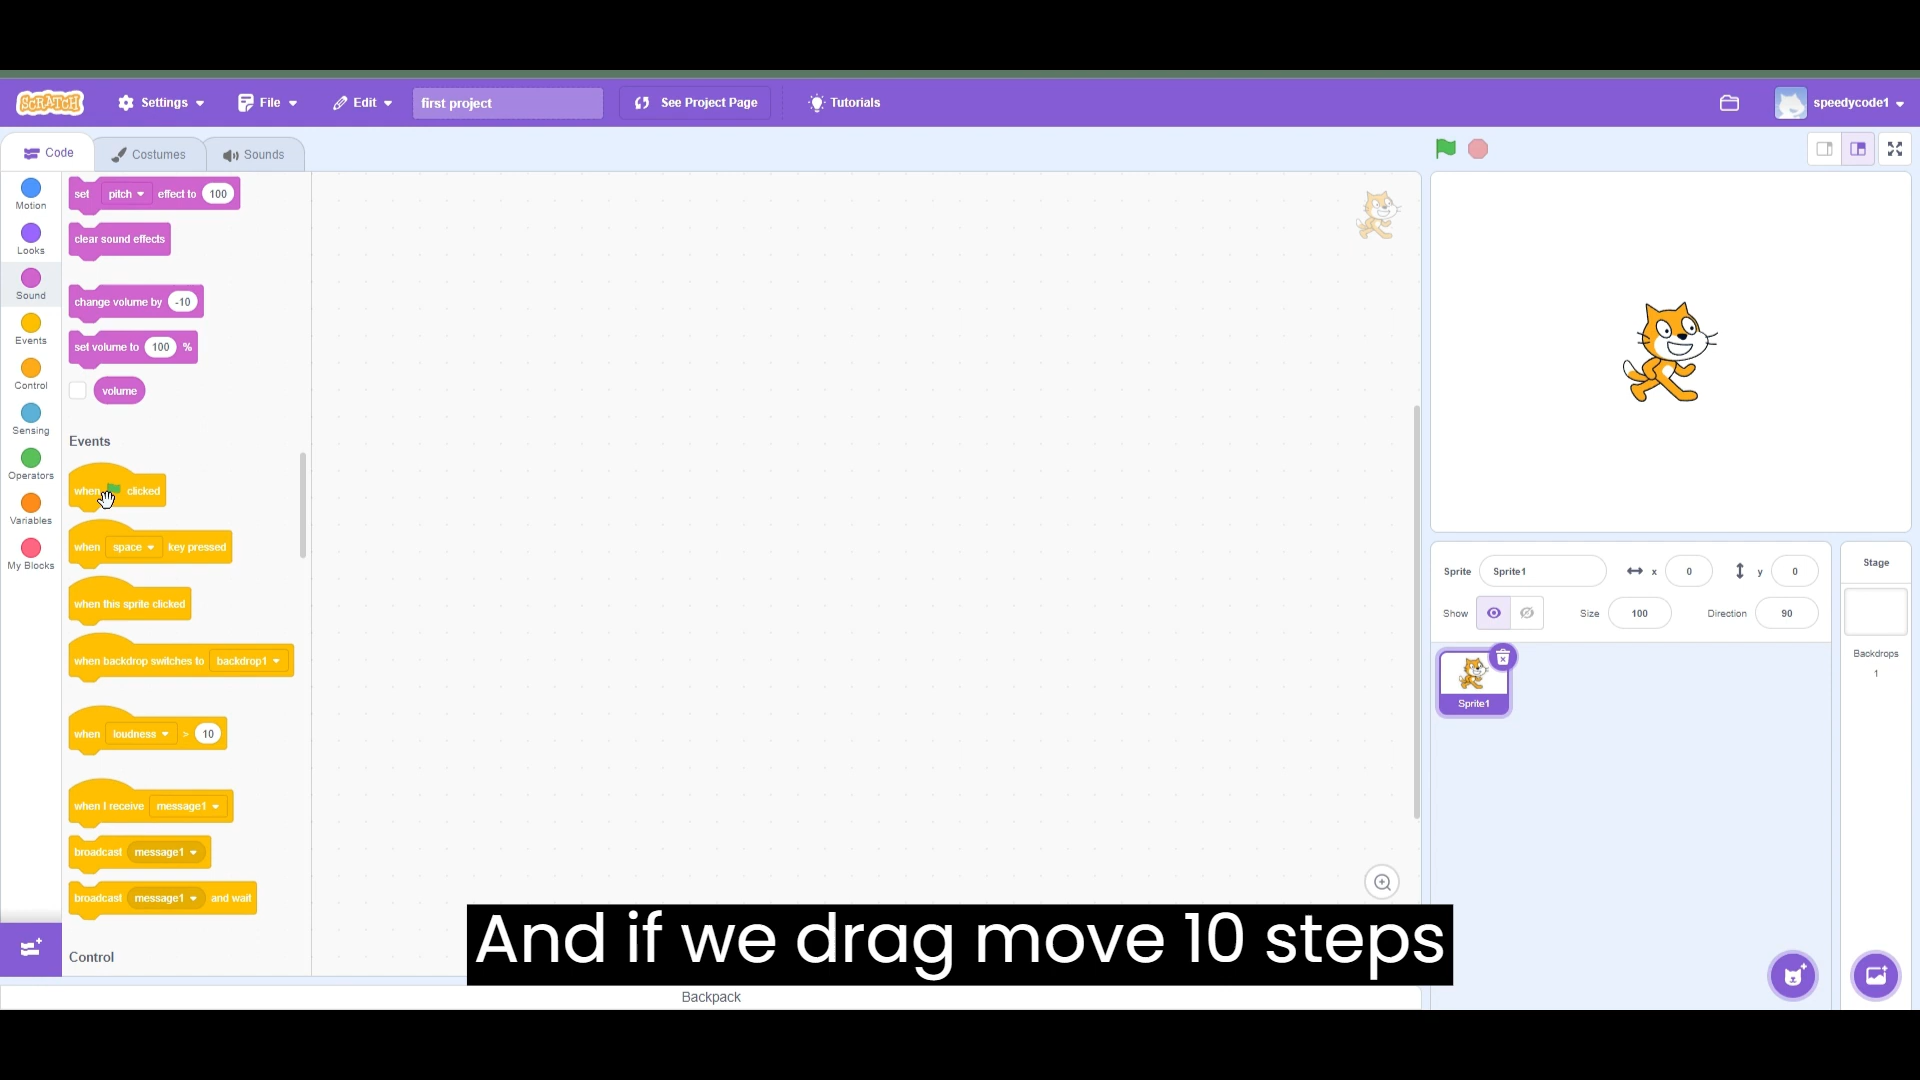 SCRATCH
Settings
File
Edit
first project
See Project Page
Tutorials
speedycode1
Code
Costumes
Sounds
Motion
Looks
Sound
Events
Control
Sensing
Operators
Variables
My Blocks
set pitch effect to 100
clear sound effects
change volume by -10
set volume to 100 %
volume
Events
when clicked
when space key pressed
when this sprite clicked
when backdrop switches to backdrop1
when loudness > 10
when I receive message1
broadcast message1
broadcast message1 and wait
Control
And if we drag move 10 steps
Backpack
Sprite Sprite1 x 0 y 0
Show Size 100 Direction 90
Sprite1
Stage
Backdrops
1